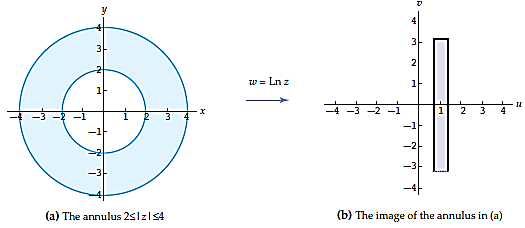 y
v
4
3
2
1
-4 -3 -2 -1 1 2 3 4 x
-1
-2
-3
-4
w = Ln z
4
3
2
1
-4 -3 -2 -1 1 2 3 4 u
-1
-2
-3
-4
(a) The annulus 2≤|z|≤4
(b) The image of the annulus in (a)